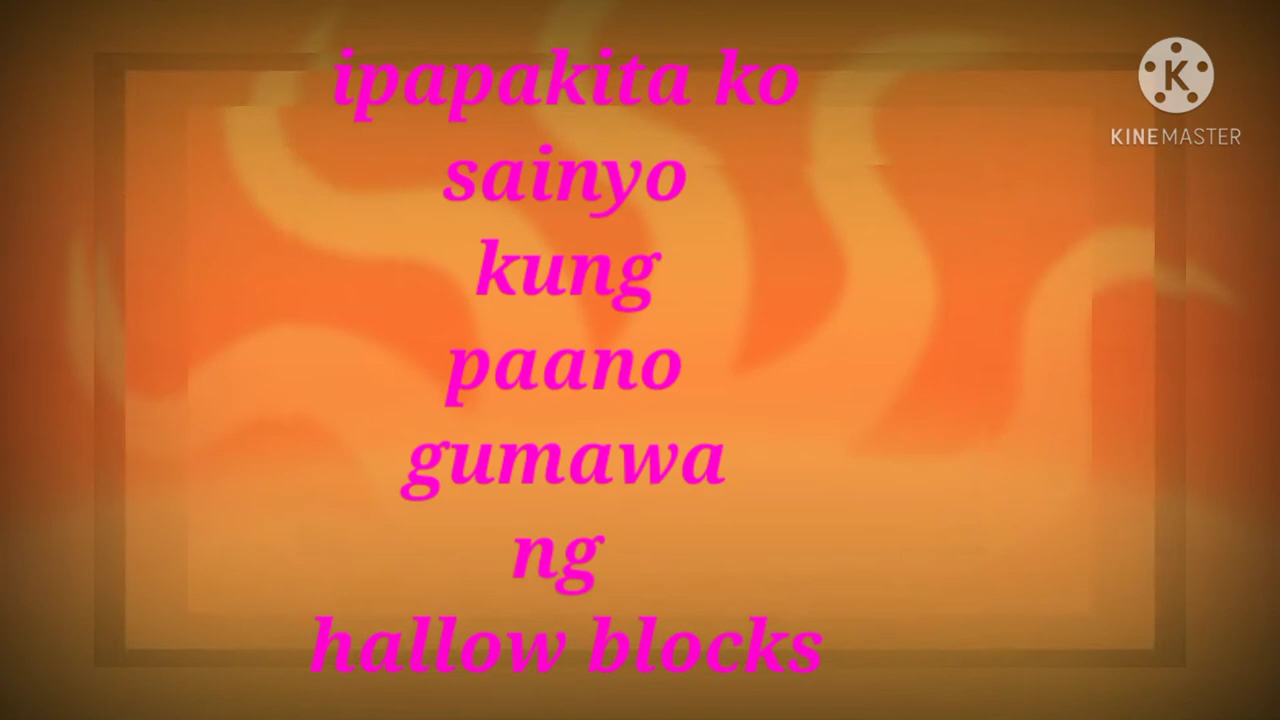 ipapakita ko
sainyo
kung
paano
gumawa
ng
hallow blocks
K
KINEMASTER